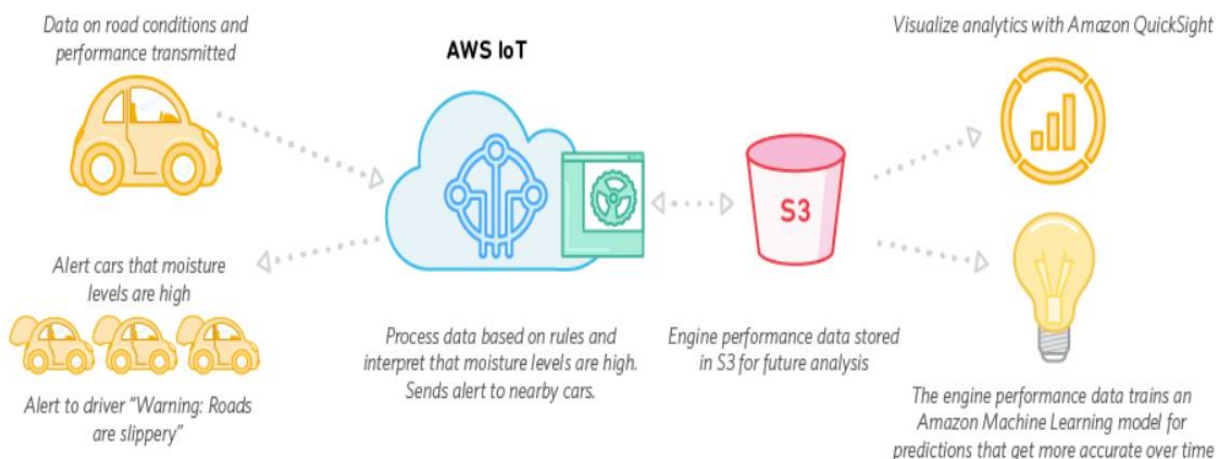 Data on road conditions and
performance transmitted
AWS IoT
Visualize analytics with Amazon QuickSight
S3
Alert cars that moisture
levels are high
Process data based on rules and
interpret that moisture levels are high.
Sends alert to nearby cars.
Engine performance data stored
in S3 for future analysis
Alert to driver “Warning: Roads
are slippery”
The engine performance data trains an
Amazon Machine Learning model for
predictions that get more accurate over time